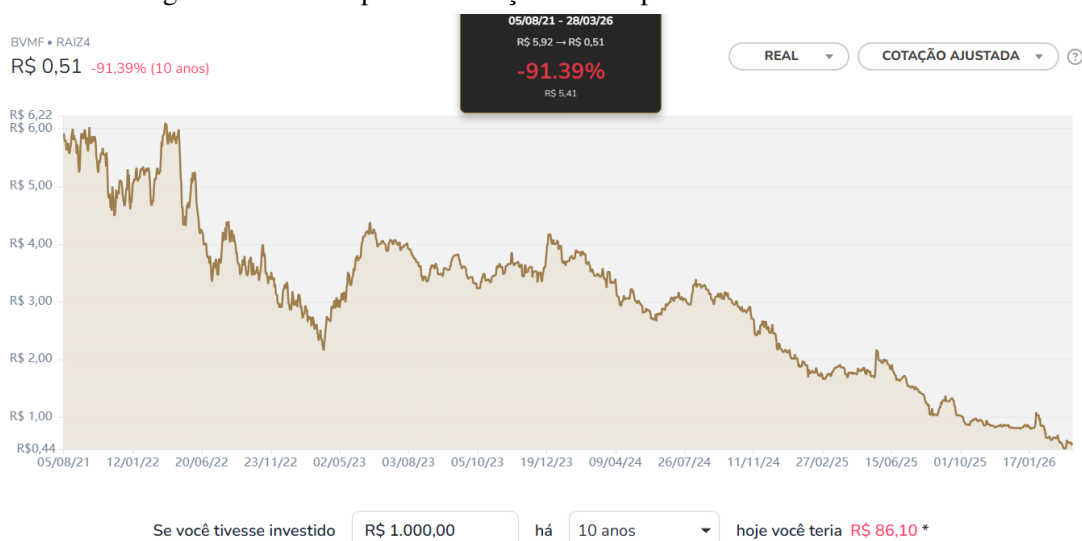 05/08/21 - 28/03/26
BVMF • RAIZ4
R$ 5,92 → R$ 0,51
R$ 0,51 -91,39% (10 anos)
-91.39%
R$ 5,41
REAL
COTAÇÃO AJUSTADA
?
R$ 6,22
R$ 6,00
R$ 5,00
R$ 4,00
R$ 3,00
R$ 2,00
R$ 1,00
R$0,44
05/08/21 12/01/22 20/06/22 23/11/22 02/05/23 03/08/23 05/10/23 19/12/23 09/04/24 26/07/24 11/11/24 27/02/25 15/06/25 01/10/25 17/01/26
Se você tivesse investido R$ 1.000,00 há 10 anos hoje você teria R$ 86,10 *